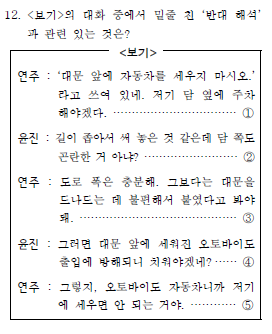 12. <보기>의 대화 중에서 밑줄 친 ‘반대 해석’
과 관련 있는 것은?
<보기>
연주 : ‘대문 앞에 자동차를 세우지 마시오.’
라고 쓰여 있네. 저기 담 옆에 주차
해야겠다. ………………………………… ①
윤진 : 길이 좁아서 써 놓은 것 같은데 담 쪽도
곤란한 거 아냐? ……………………… ②
연주 : 도로 폭은 충분해. 그보다는 대문을
드나드는 데 불편해서 붙였다고 봐야
돼. ………………………………………… ③
윤진 : 그러면 대문 앞에 세워진 오토바이도
출입에 방해되니 치워야겠네? …… ④
연주 : 그렇지, 오토바이도 자동차니까 저기
에 세우면 안 되는 거야. ………… ⑤